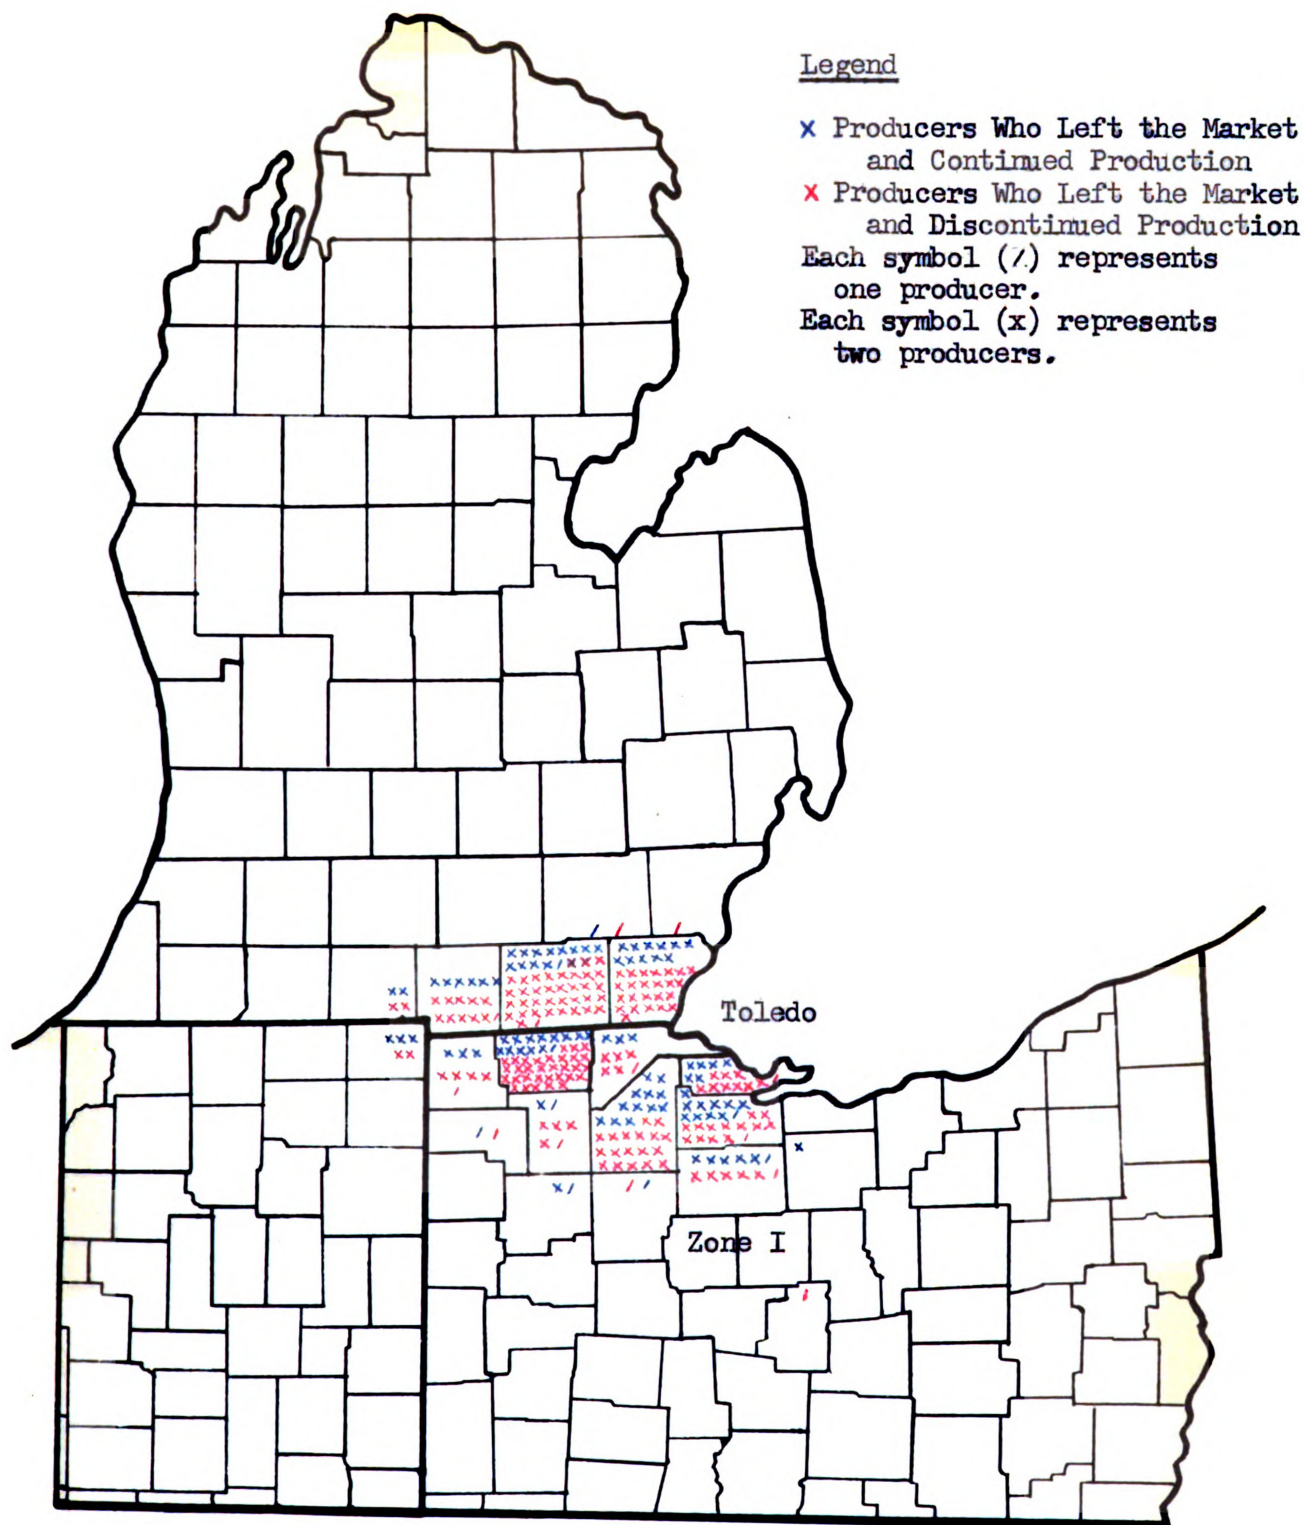 Legend
x Producers Who Left the Market
and Continued Production
x Producers Who Left the Market
and Discontinued Production
Each symbol (/.) represents
one producer.
Each symbol (x) represents
two producers.
Toledo
Zone I